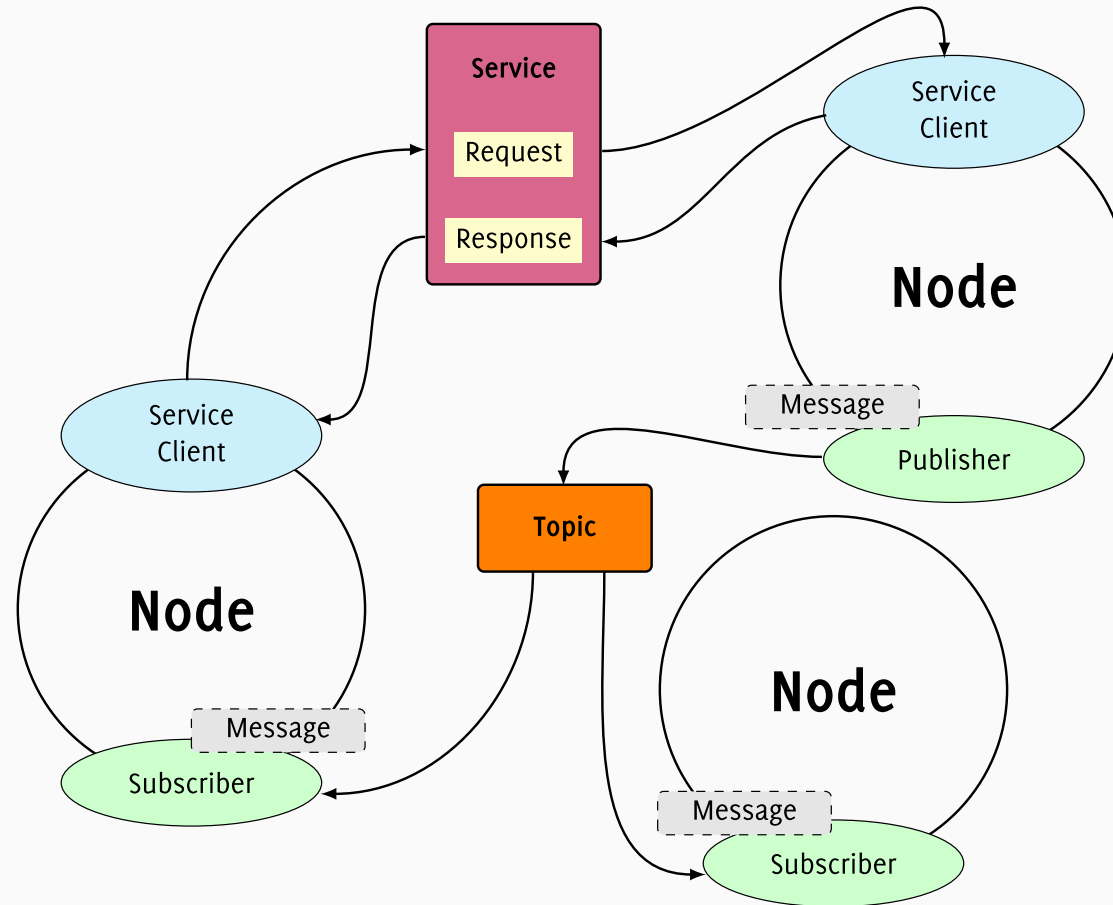 Service
Request
Response
Service
Client
Node
Message
Publisher
Service
Client
Node
Message
Subscriber
Topic
Node
Message
Subscriber